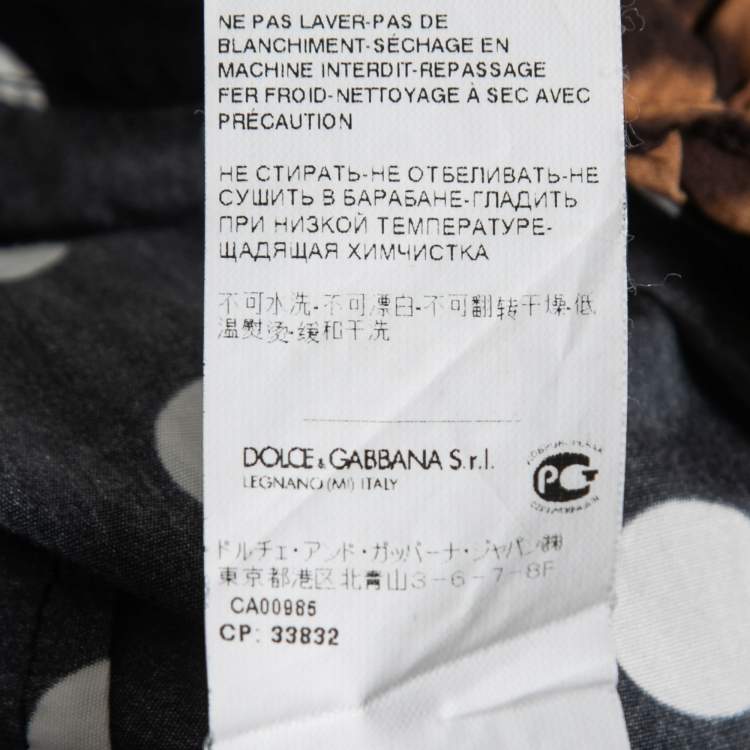 NE PAS LAVER-PAS DE
BLANCHIMENT-SÉCHAGE EN
MACHINE INTERDIT-REPASSAGE
FER FROID-NETTOYAGE À SEC AVEC
PRÉCAUTION
НЕ СТИРАТЬ-НЕ ОТБЕЛИВАТЬ-НЕ
СУШИТЬ В БАРАБАНЕ-ГЛАДИТЬ
ПРИ НИЗКОЙ ТЕМПЕРАТУРЕ-
ЩАДЯЩАЯ ХИМЧИСТКА
不可水洗-不可漂白-不可翻转干燥-低
温熨烫-缓和干洗
DOLCE & GABBANA S.r.l.
LEGNANO (MI) ITALY
РСТ
ドルチェ・アンド・ガッバーナ・ジャパン㈱
東京都港区北青山3-6-7-8F
CA00985
CP: 33832